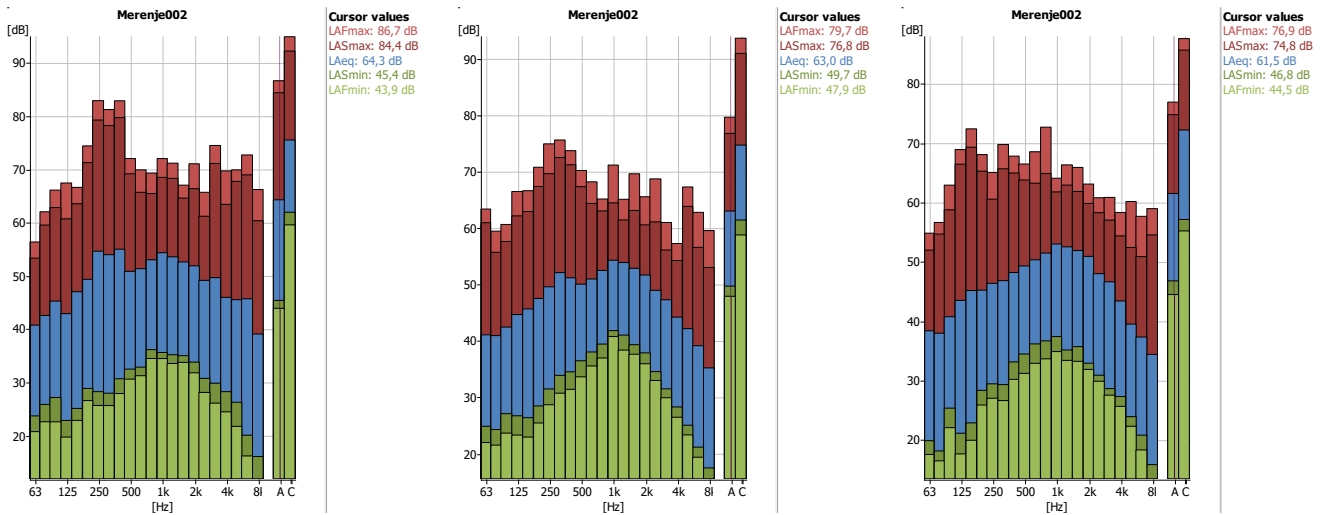 Merenje002
[dB]
90
80
70
60
50
40
30
20
63 125 250 500 1k 2k 4k 8l A C
[Hz]
Cursor values
LAFmax: 86,7 dB
LASmax: 84,4 dB
LAeq: 64,3 dB
LASmin: 45,4 dB
LAFmin: 43,9 dB
Merenje002
[dB]
90
80
70
60
50
40
30
20
63 125 250 500 1k 2k 4k 8l A C
[Hz]
Cursor values
LAFmax: 79,7 dB
LASmax: 76,8 dB
LAeq: 63,0 dB
LASmin: 49,7 dB
LAFmin: 47,9 dB
Merenje002
[dB]
80
70
60
50
40
30
20
63 125 250 500 1k 2k 4k 8l A C
[Hz]
Cursor values
LAFmax: 76,9 dB
LASmax: 74,8 dB
LAeq: 61,5 dB
LASmin: 46,8 dB
LAFmin: 44,5 dB